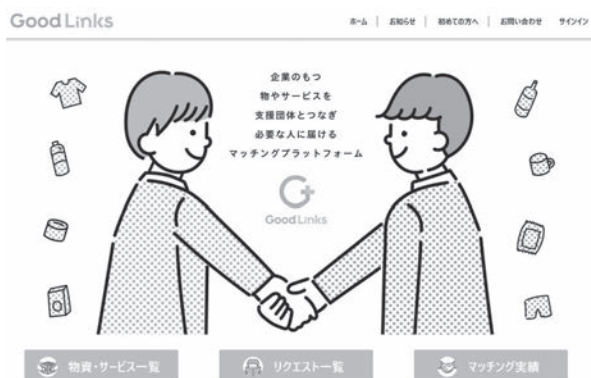 Good Links
ホーム | お知らせ | 初めての方へ | お問い合わせ サインイン
企業のもつ
物やサービスを
支援団体とつなぎ
必要な人に届ける
マッチングプラットフォーム
G+
Good Links
物資・サービス一覧
リクエスト一覧
マッチング実績